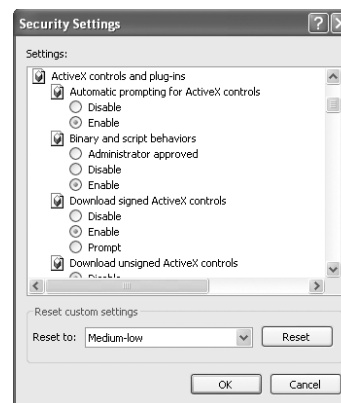 Security Settings
Settings:
ActiveX controls and plug-ins
Automatic prompting for ActiveX controls
Disable
Enable
Binary and script behaviors
Administrator approved
Disable
Enable
Download signed ActiveX controls
Disable
Enable
Prompt
Download unsigned ActiveX controls
Disable
Reset custom settings
Reset to: Medium-low Reset
OK Cancel